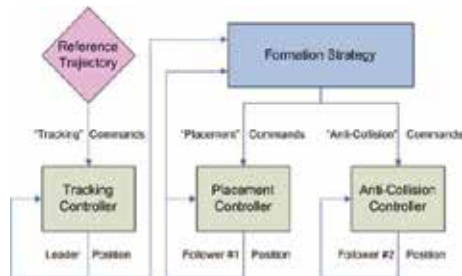 Reference
Trajectory
Formation Strategy
"Tracking" Commands
"Placement" Commands
"Anti-Collision" Commands
Tracking
Controller
Placement
Controller
Anti-Collision
Controller
Leader Position
Follower #1 Position
Follower #2 Position